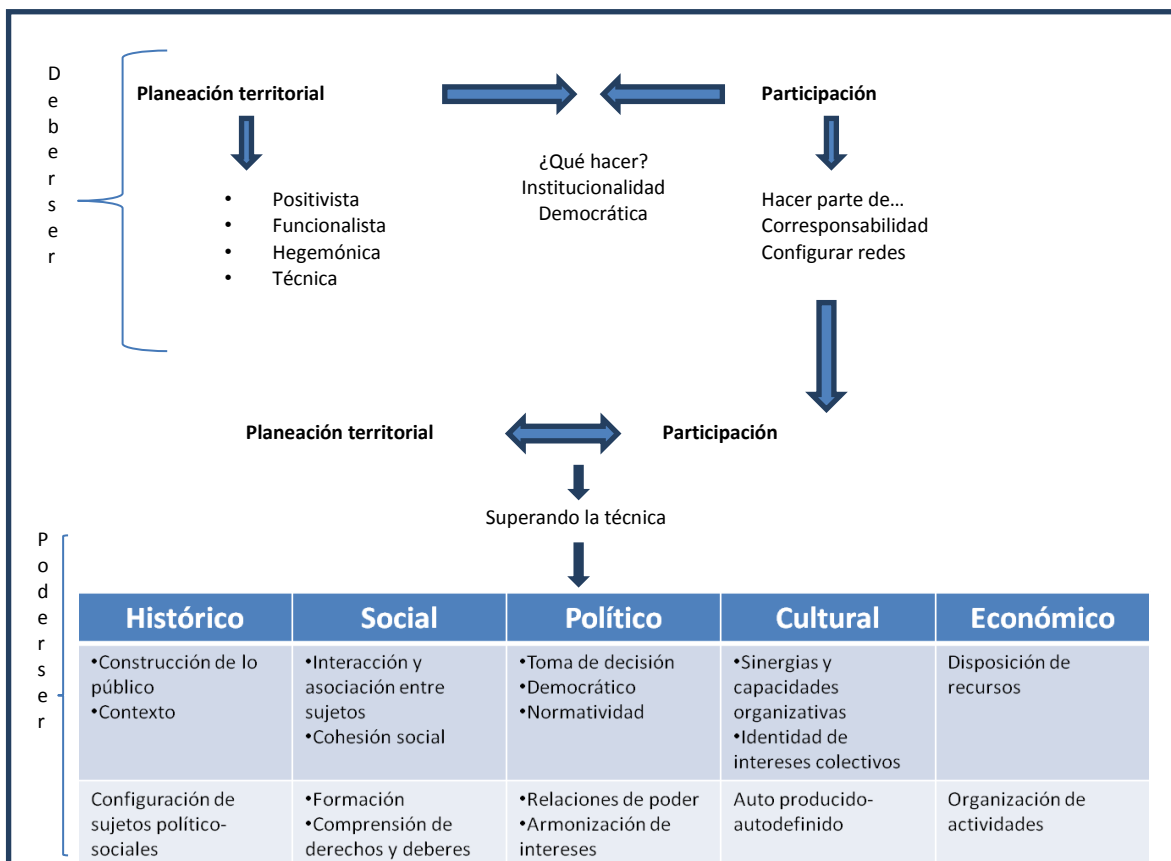 Deber ser
Planeación territorial
Participación
• Positivista
• Funcionalista
• Hegemónica
• Técnica
¿Qué hacer?
Institucionalidad
Democrática
Hacer parte de...
Corresponsabilidad
Configurar redes
Planeación territorial
Participación
Superando la técnica
Poder ser
Histórico
Social
Político
Cultural
Económico
•Construcción de lo
público
•Contexto
•Interacción y
asociación entre
sujetos
•Cohesión social
•Toma de decisión
•Democrático
•Normatividad
•Sinergias y
capacidades
organizativas
•Identidad de
intereses colectivos
Disposición de
recursos
Configuración de
sujetos político-
sociales
•Formación
•Comprensión de
derechos y deberes
•Relaciones de poder
•Armonización de
intereses
Auto producido-
autodefinido
Organización de
actividades